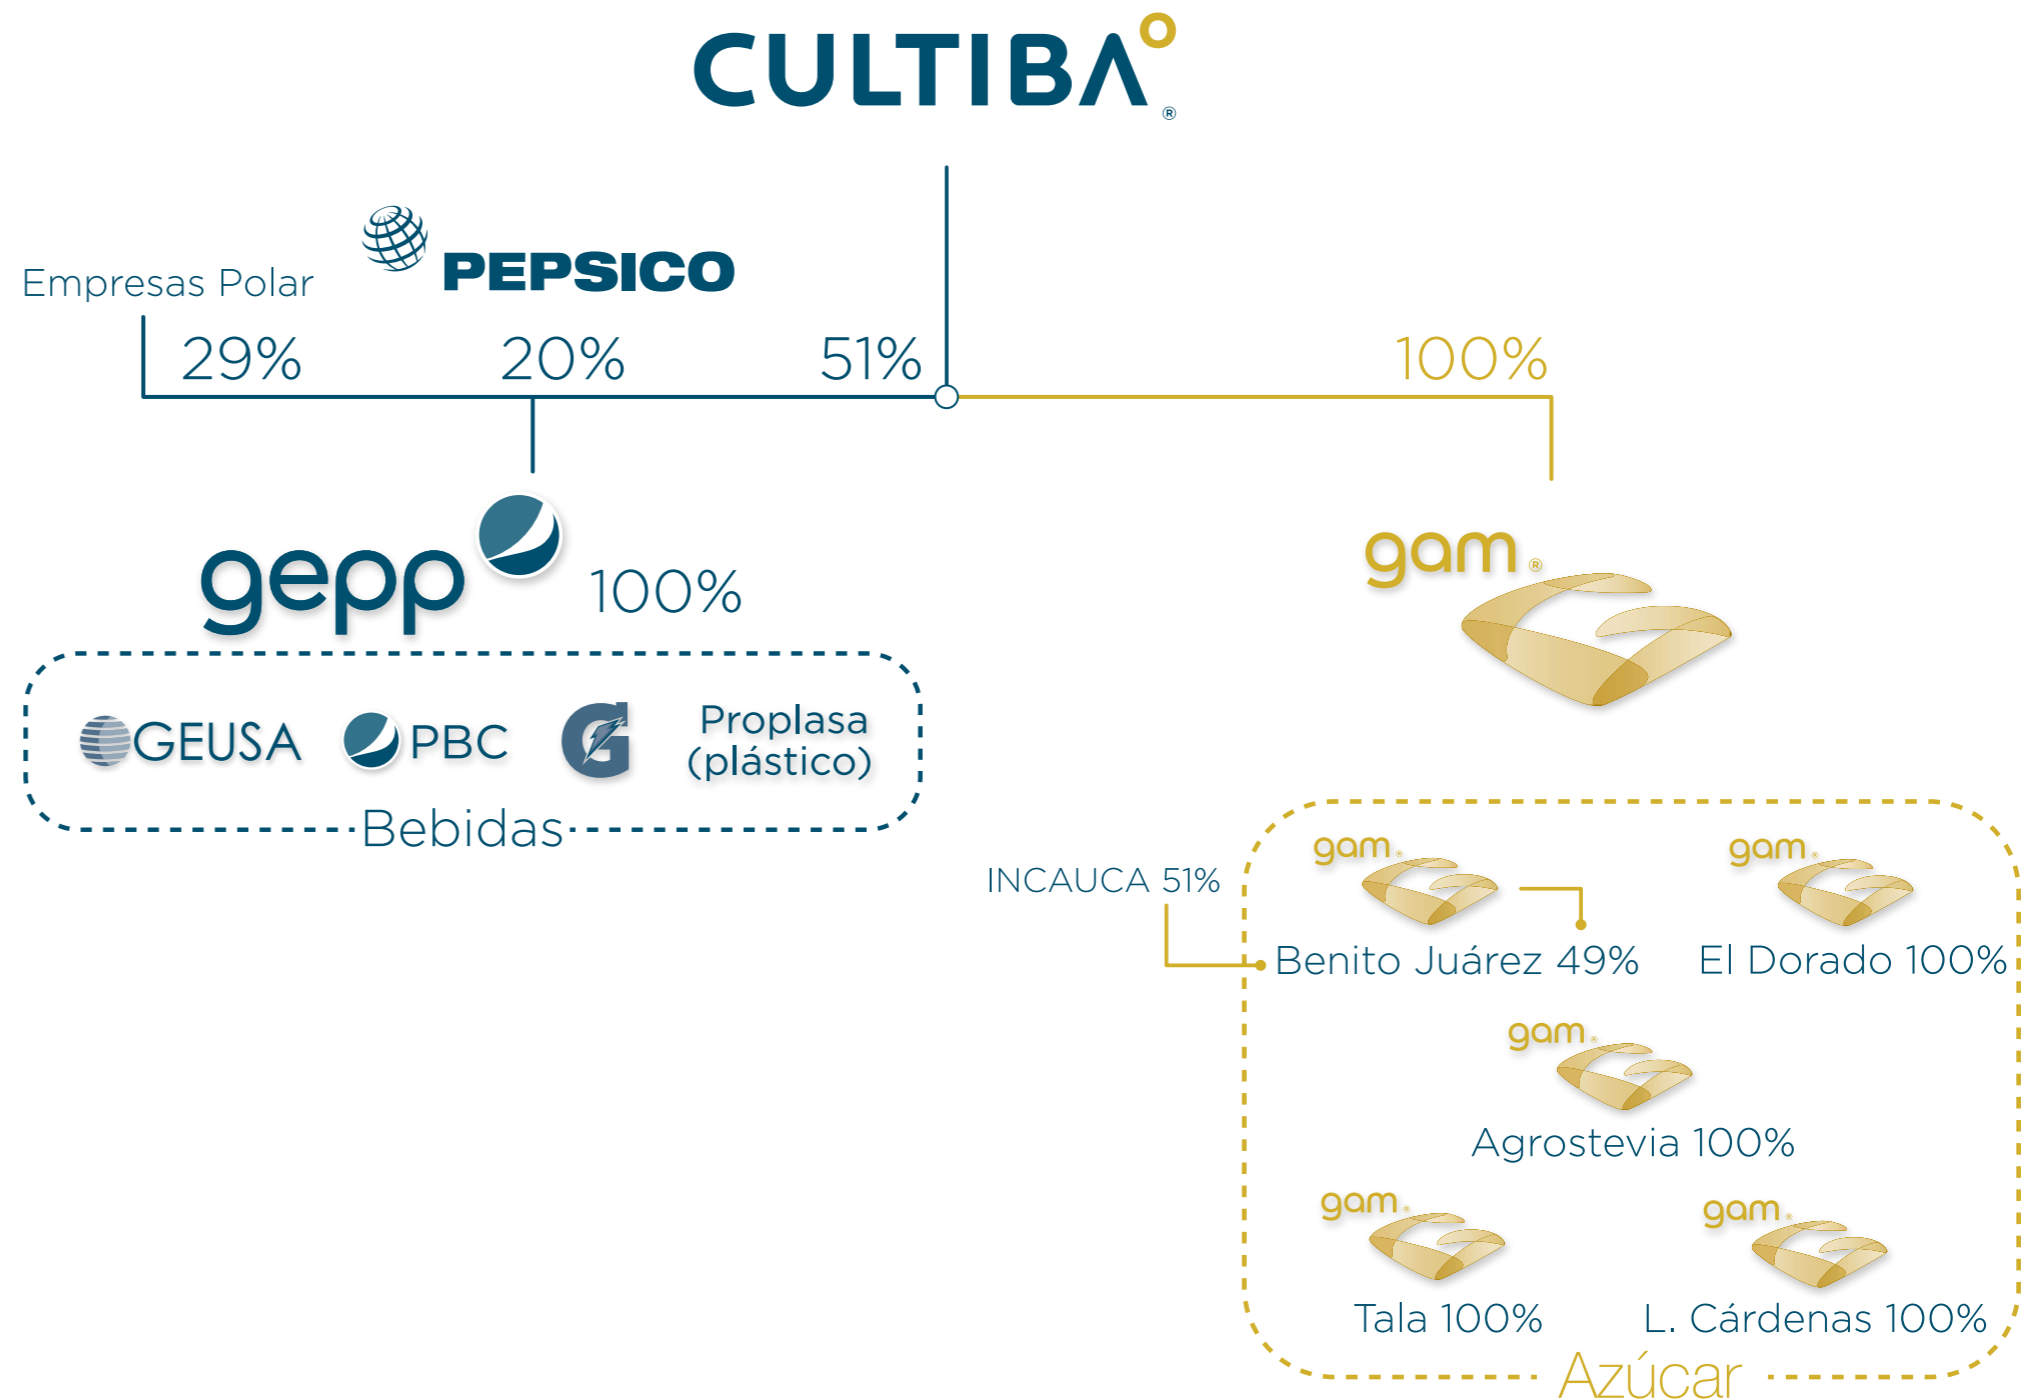 CULTIBA
®
PEPSICO
Empresas Polar
29%
20%
51%
100%
gepp
100%
gam®
GEUSA
PBC
G
Proplasa
(plástico)
Bebidas
INCAUCA 51%
gam®
Benito Juárez 49%
gam®
El Dorado 100%
gam®
Agrostevia 100%
gam®
Tala 100%
gam®
L. Cárdenas 100%
Azúcar